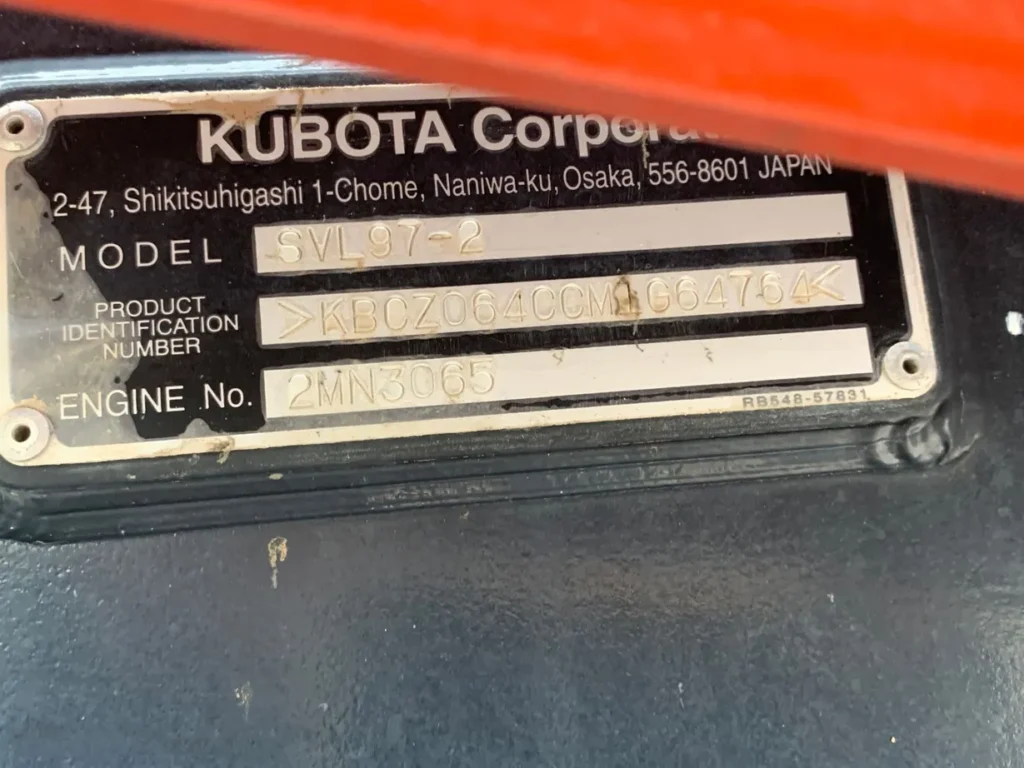 KUBOTA Corporat
2-47, Shikitsuhigashi 1-Chome, Naniwa-ku, Osaka, 556-8601 JAPAN
MODEL SVL97-2
PRODUCT
IDENTIFICATION
NUMBER
>KBCZ064CCM1G64764<
ENGINE No. 2MN3065
RB548-57831